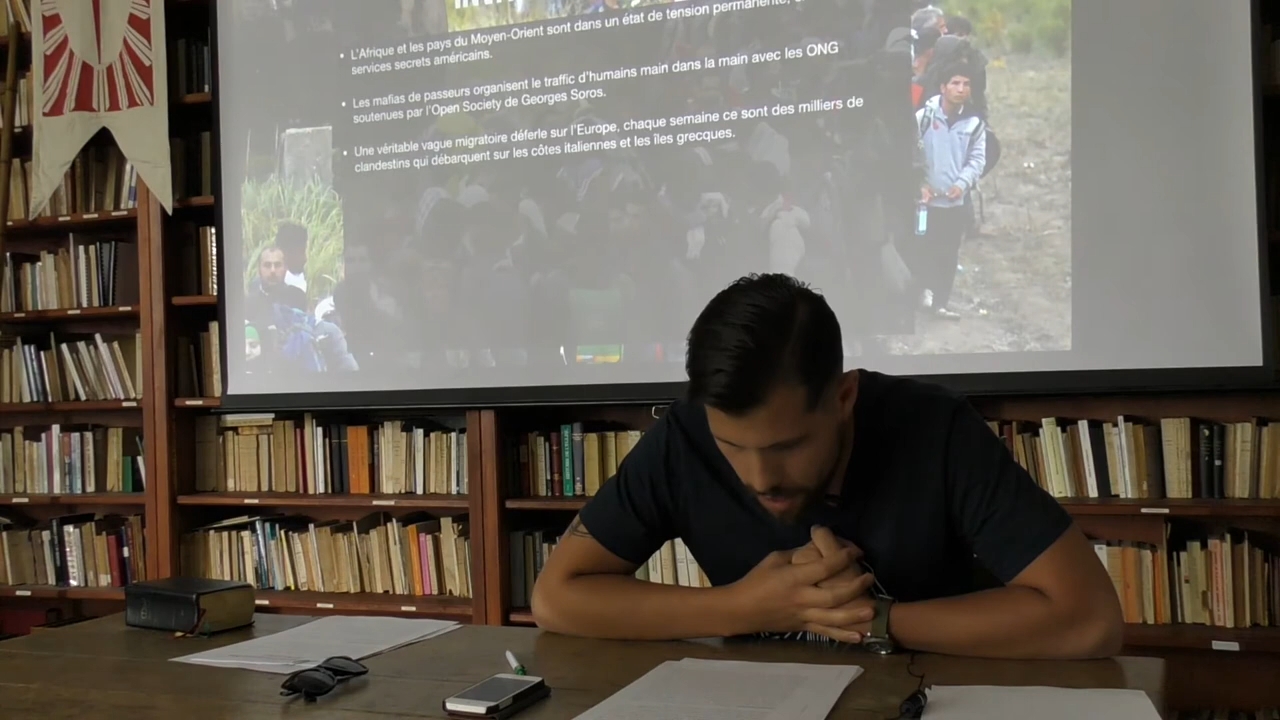 • L'Afrique et les pays du Moyen-Orient sont dans un état de tension permanente,
services secrets américains.
• Les mafias de passeurs organisent le traffic d'humains main dans la main avec les ONG
soutenues par l'Open Society de Georges Soros.
• Une véritable vague migratoire déferle sur l'Europe, chaque semaine ce sont des milliers de
clandestins qui débarquent sur les côtes italiennes et les îles grecques.